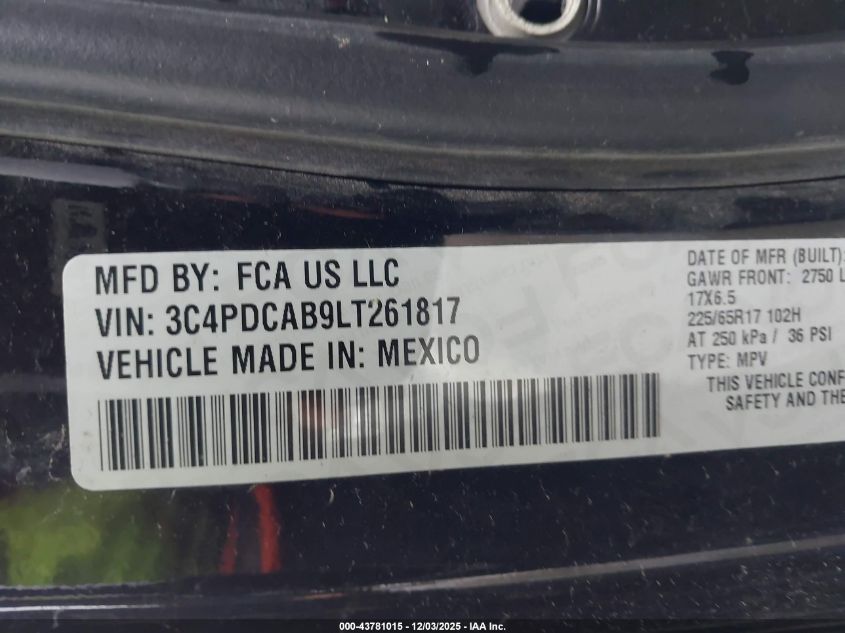 MFD BY: FCA US LLC
VIN: 3C4PDCAB9LT261817
VEHICLE MADE IN: MEXICO
DATE OF MFR (BUILT):
GAWR FRONT: 2750 L
17X6.5
225/65R17 102H
AT 250 kPa / 36 PSI
TYPE: MPV
THIS VEHICLE CONF
SAFETY AND THE
000-43781015 - 12/03/2025 - IAA Inc.